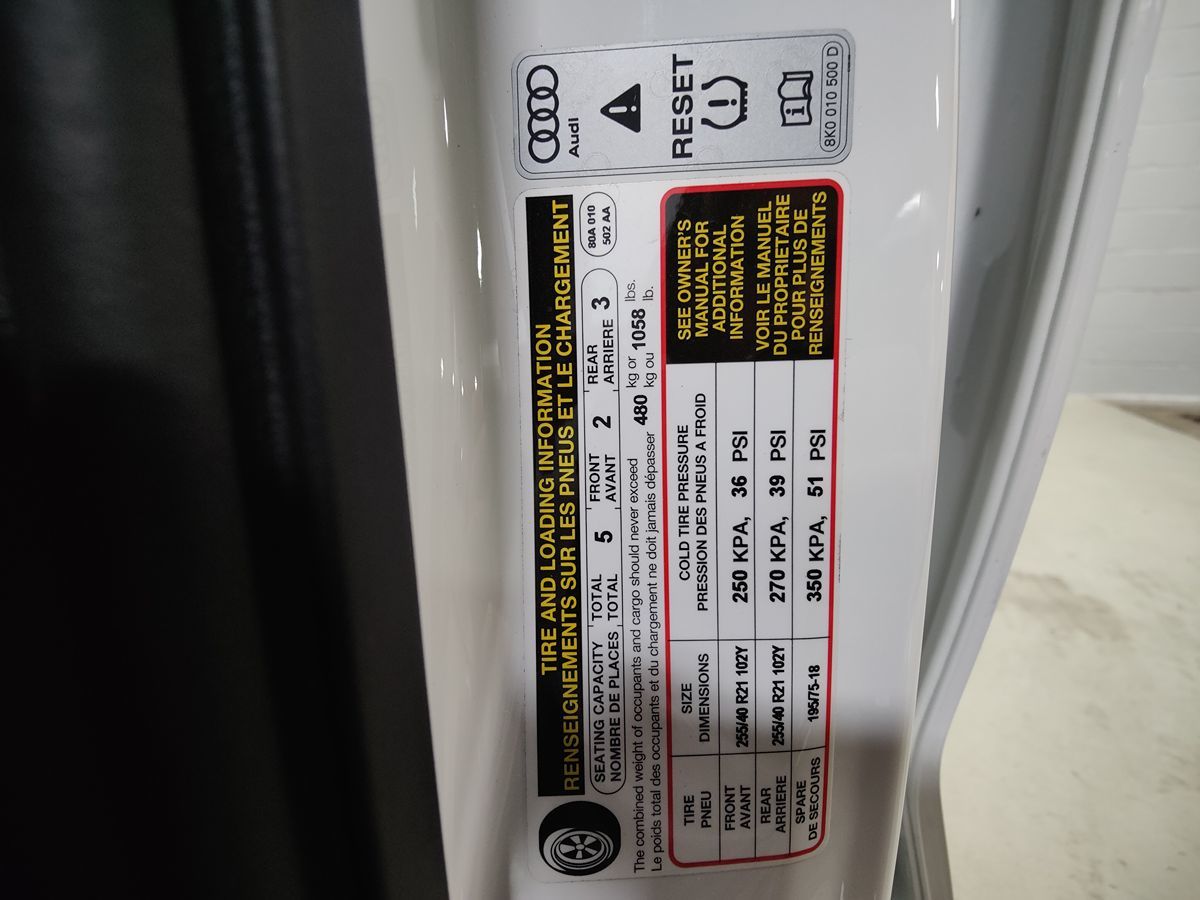 TIRE AND LOADING INFORMATION
RENSEIGNEMENTS SUR LES PNEUS ET LE CHARGEMENT
SEATING CAPACITY TOTAL 5 FRONT 2 REAR 3
NOMBRE DE PLACES TOTAL AVANT ARRIERE
80A 010
502 AA
The combined weight of occupants and cargo should never exceed 480 kg or 1058 lbs.
Le poids total des occupants et du chargement ne doit jamais dépasser kg ou lb.
TIRE SIZE COLD TIRE PRESSURE
PNEU DIMENSIONS PRESSION DES PNEUS A FROID
FRONT
AVANT 255/40 R21 102Y 250 KPA, 36 PSI
REAR
ARRIERE 255/40 R21 102Y 270 KPA, 39 PSI
SPARE
DE SECOURS 195/75-18 350 KPA, 51 PSI
SEE OWNER'S
MANUAL FOR
ADDITIONAL
INFORMATION
VOIR LE MANUEL
DU PROPRIETAIRE
POUR PLUS DE
RENSEIGNEMENTS
Audi
RESET
8K0 010 500 D